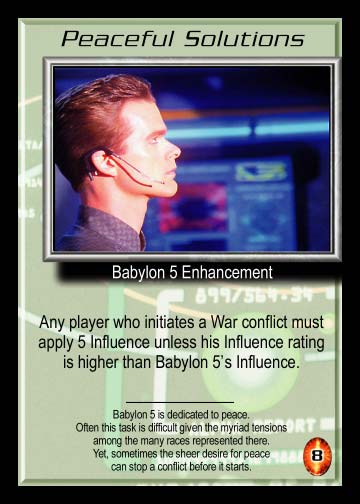 Peaceful Solutions
Babylon 5 Enhancement
899/564.34
Any player who initiates a War conflict must
apply 5 Influence unless his Influence rating
is higher than Babylon 5's Influence.
Babylon 5 is dedicated to peace.
Often this task is difficult given the myriad tensions
among the many races represented there.
Yet, sometimes the sheer desire for peace
can stop a conflict before it starts.
8